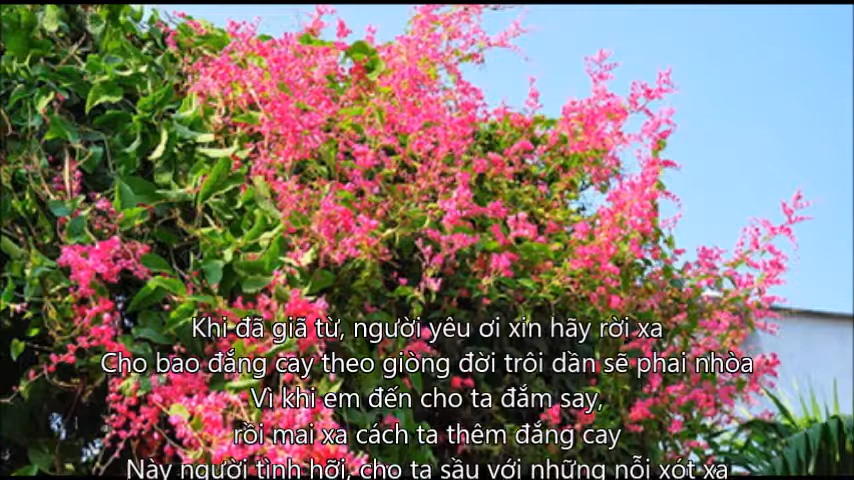 Khi đã giã từ, người yêu ơi xin hãy rời xa
Cho bao đắng cay theo giòng đời trôi dần sẽ phai nhòa
Vì khi em đến cho ta đắm say,
rồi mai xa cách ta thêm đắng cay
Này người tình hỡi, cho ta sầu với những nỗi xót xa